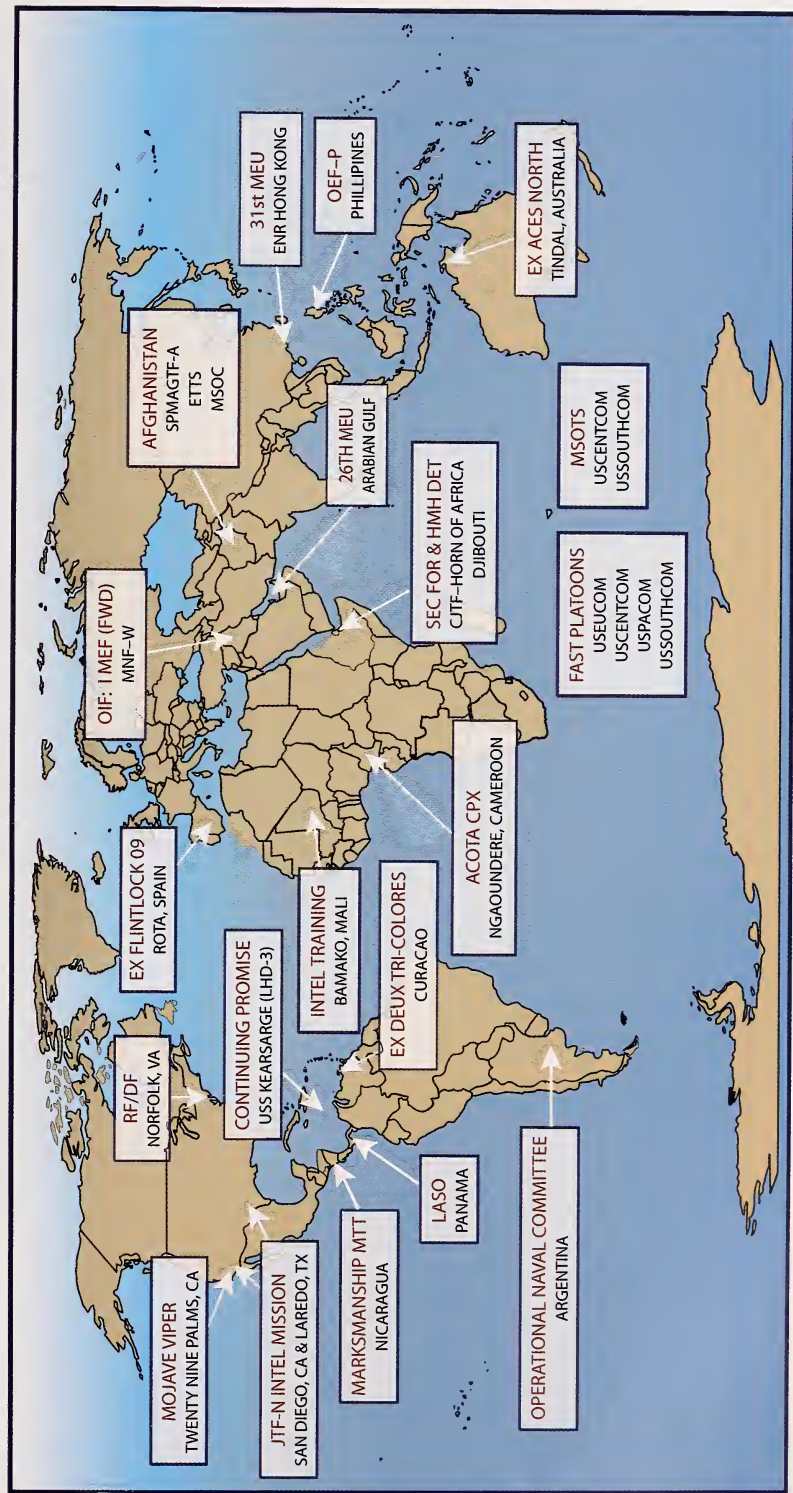 MOJAVE VIPER
TWENTY NINE PALMS, CA
JTF-N INTEL MISSION
SAN DIEGO, CA & LAREDO, TX
RF/DF
NORFOLK, VA
CONTINUING PROMISE
USS KEARSARGE (LHD-3)
MARKSMANSHIP MTT
NICARAGUA
LASO
PANAMA
EX DEUX TRI-COLORES
CURACAO
OPERATIONAL NAVAL COMMITTEE
ARGENTINA
EX FLINTLOCK 09
ROTA, SPAIN
INTEL TRAINING
BAMAKO, MALI
ACOTA CPX
NGAOUNDERE, CAMEROON
OIF: I MEF (FWD)
MNF-W
AFGHANISTAN
SPMAGTF-A
ETTS
MSOC
26TH MEU
ARABIAN GULF
SEC FOR & HMH DET
CJTF-HORN OF AFRICA
DJIBOUTI
31st MEU
ENR HONG KONG
OEF-P
PHILLIPINES
EX ACES NORTH
TINDAL, AUSTRALIA
FAST PLATOONS
USEUCOM
USCENTCOM
USPACOM
USSOUTHCOM
MSOTS
USCENTCOM
USSOUTHCOM